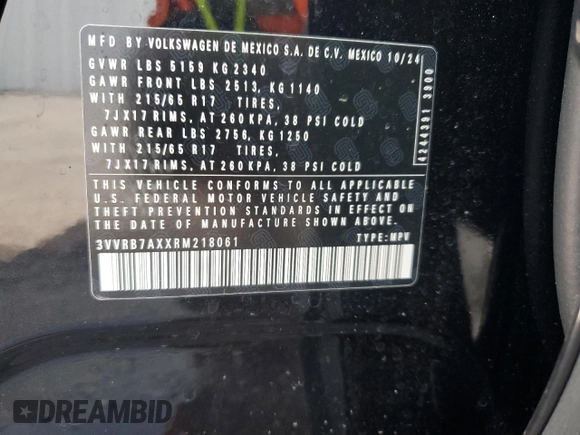 MFD BY VOLKSWAGEN DE MEXICO S.A. DE C.V. MEXICO 10/24
GVWR LBS 5159 KG 2340
GAWR FRONT LBS 2513, KG 1140
WITH 215/65 R17 TIRES,
7JX17 RIMS, AT 260KPA, 38 PSI COLD
GAWR REAR LBS 2756, KG 1250
WITH 215/65 R17 TIRES,
7JX17 RIMS, AT 260KPA, 38 PSI COLD
4244391 3900
THIS VEHICLE CONFORMS TO ALL APPLICABLE
U.S. FEDERAL MOTOR VEHICLE SAFETY AND
THEFT PREVENTION STANDARDS IN EFFECT ON
THE DATE OF MANUFACTURE SHOWN ABOVE.
3VVRB7AXXRM218061 TYPE: MPV
DREAMBID